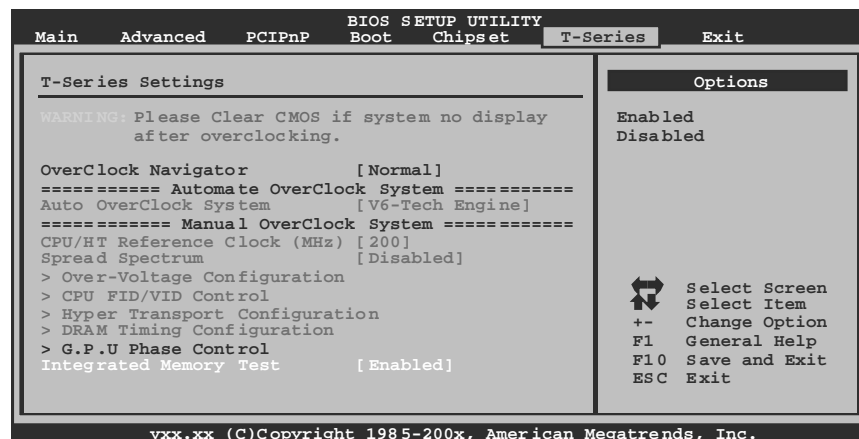 BIOS SETUP UTILITY
Main Advanced PCIPnP Boot Chipset T-Series Exit
T-Series Settings
WARNING: Please Clear CMOS if system no display
after overclocking.
OverClock Navigator [Normal]
=========== Automate OverClock System ===========
Auto OverClock System [V6-Tech Engine]
============ Manual OverClock System ============
CPU/HT Reference Clock (MHz) [200]
Spread Spectrum [Disabled]
> Over-Voltage Configuration
> CPU FID/VID Control
> Hyper Transport Configuration
> DRAM Timing Configuration
> G.P.U Phase Control
Integrated Memory Test [Enabled]
Options
Enabled
Disabled
Select Screen
Select Item
+- Change Option
F1 General Help
F10 Save and Exit
ESC Exit
vxx.xx (C)Copyright 1985-200x, American Megatrends, Inc.